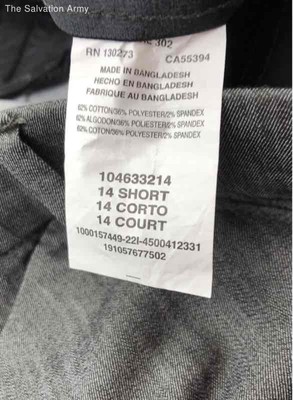 The Salvation Army
302
RN 130273 CA55394
MADE IN BANGLADESH
HECHO EN BANGLADESH
FABRIQUE AU BANGLADESH
62% COTTON/36% POLYESTER/2% SPANDEX
62% ALGODON/36% POLIESTER/2% SPANDEX
62% COTON/36% POLYESTER/2% SPANDEX
104633214
14 SHORT
14 CORTO
14 COURT
1000157449-22I-4500412331
191057677502